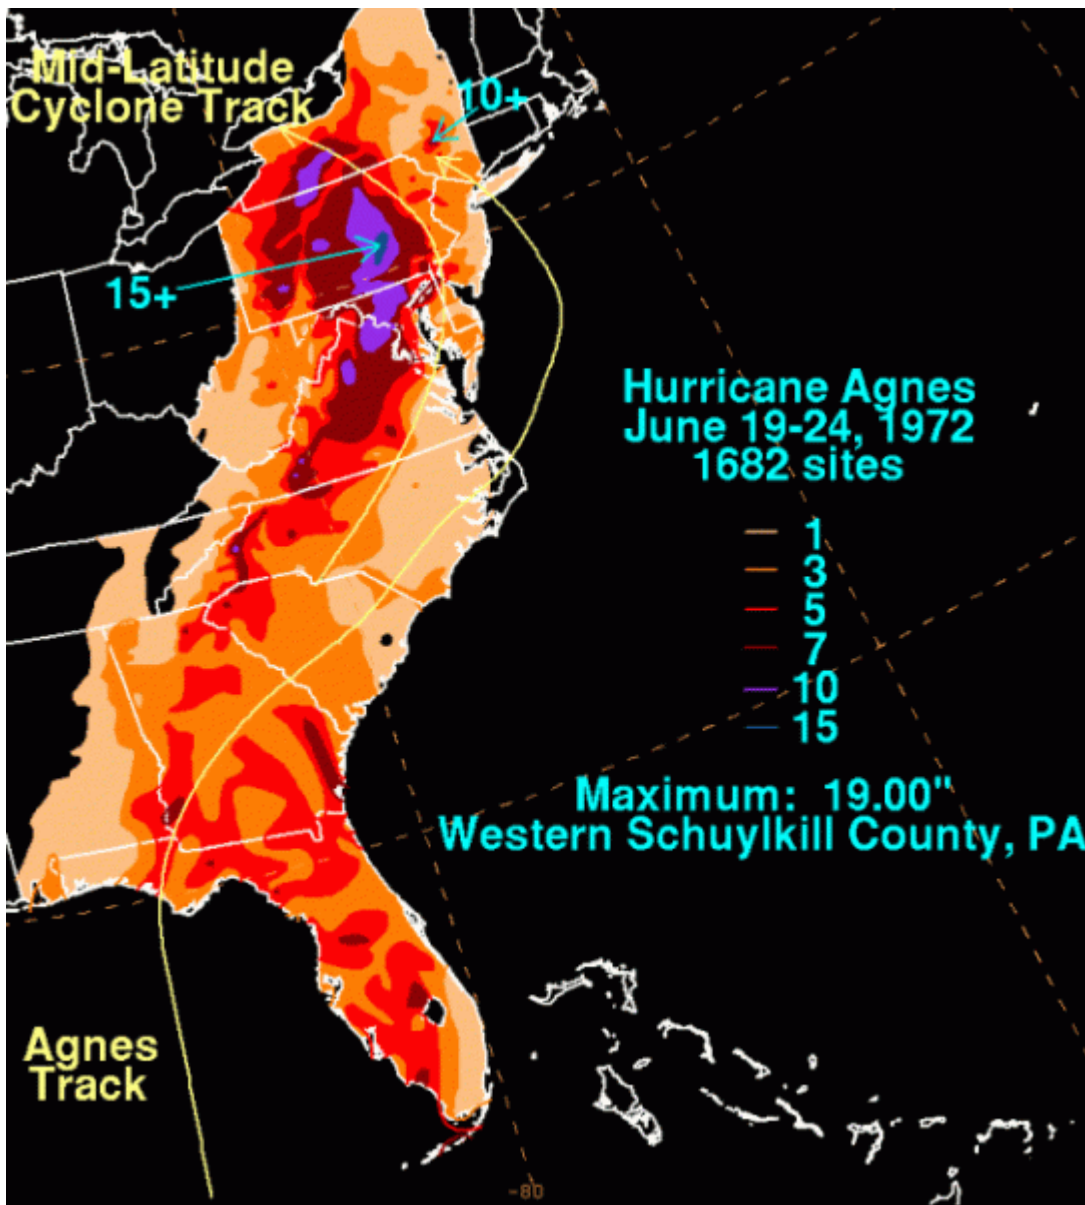 Mid-Latitude
Cyclone Track
10+
15+
Hurricane Agnes
June 19-24, 1972
1682 sites
1
3
5
7
10
15
Maximum: 19.00"
Western Schuylkill County, PA
Agnes
Track
-80